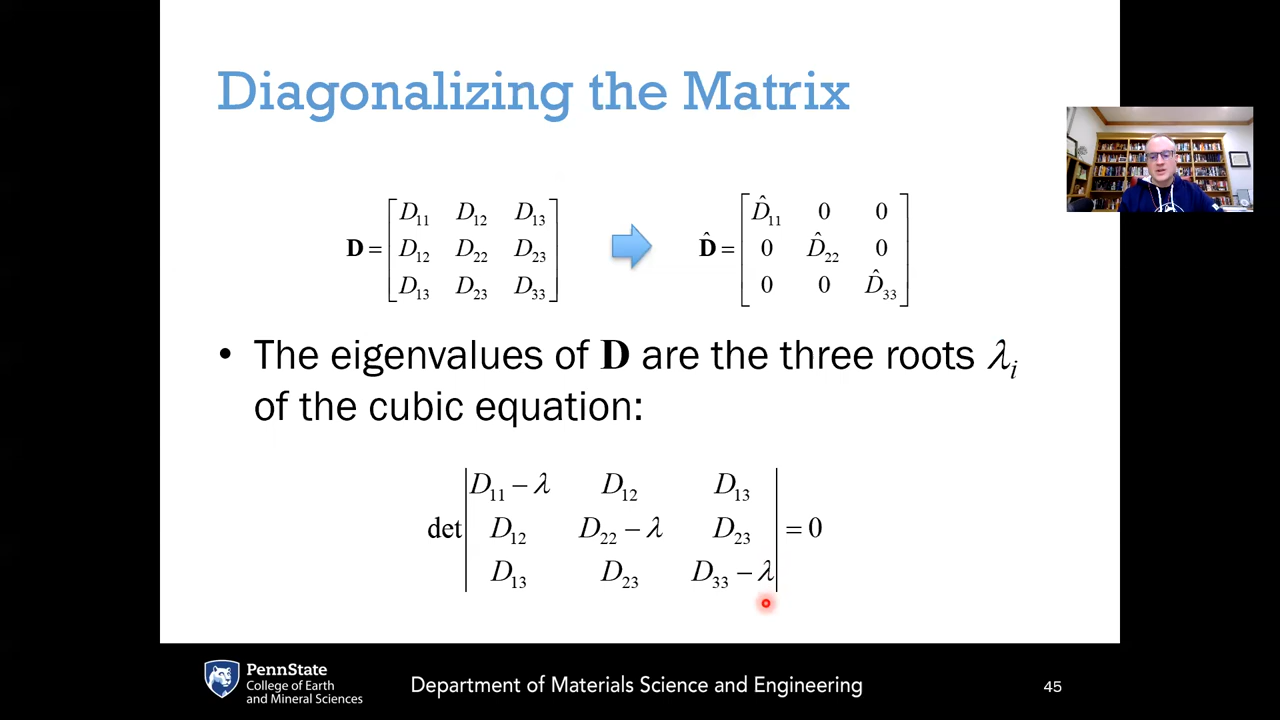 Diagonalizing the Matrix
D = [ D₁₁ D₁₂ D₁₃
D₁₂ D₂₂ D₂₃
D₁₃ D₂₃ D₃₃ ]
D̂ = [ D̂₁₁ 0 0
0 D̂₂₂ 0
0 0 D̂₃₃ ]
• The eigenvalues of D are the three roots λᵢ
of the cubic equation:
det | D₁₁ − λ D₁₂ D₁₃
D₁₂ D₂₂ − λ D₂₃
D₁₃ D₂₃ D₃₃ − λ | = 0
PennState
College of Earth
and Mineral Sciences
Department of Materials Science and Engineering
45